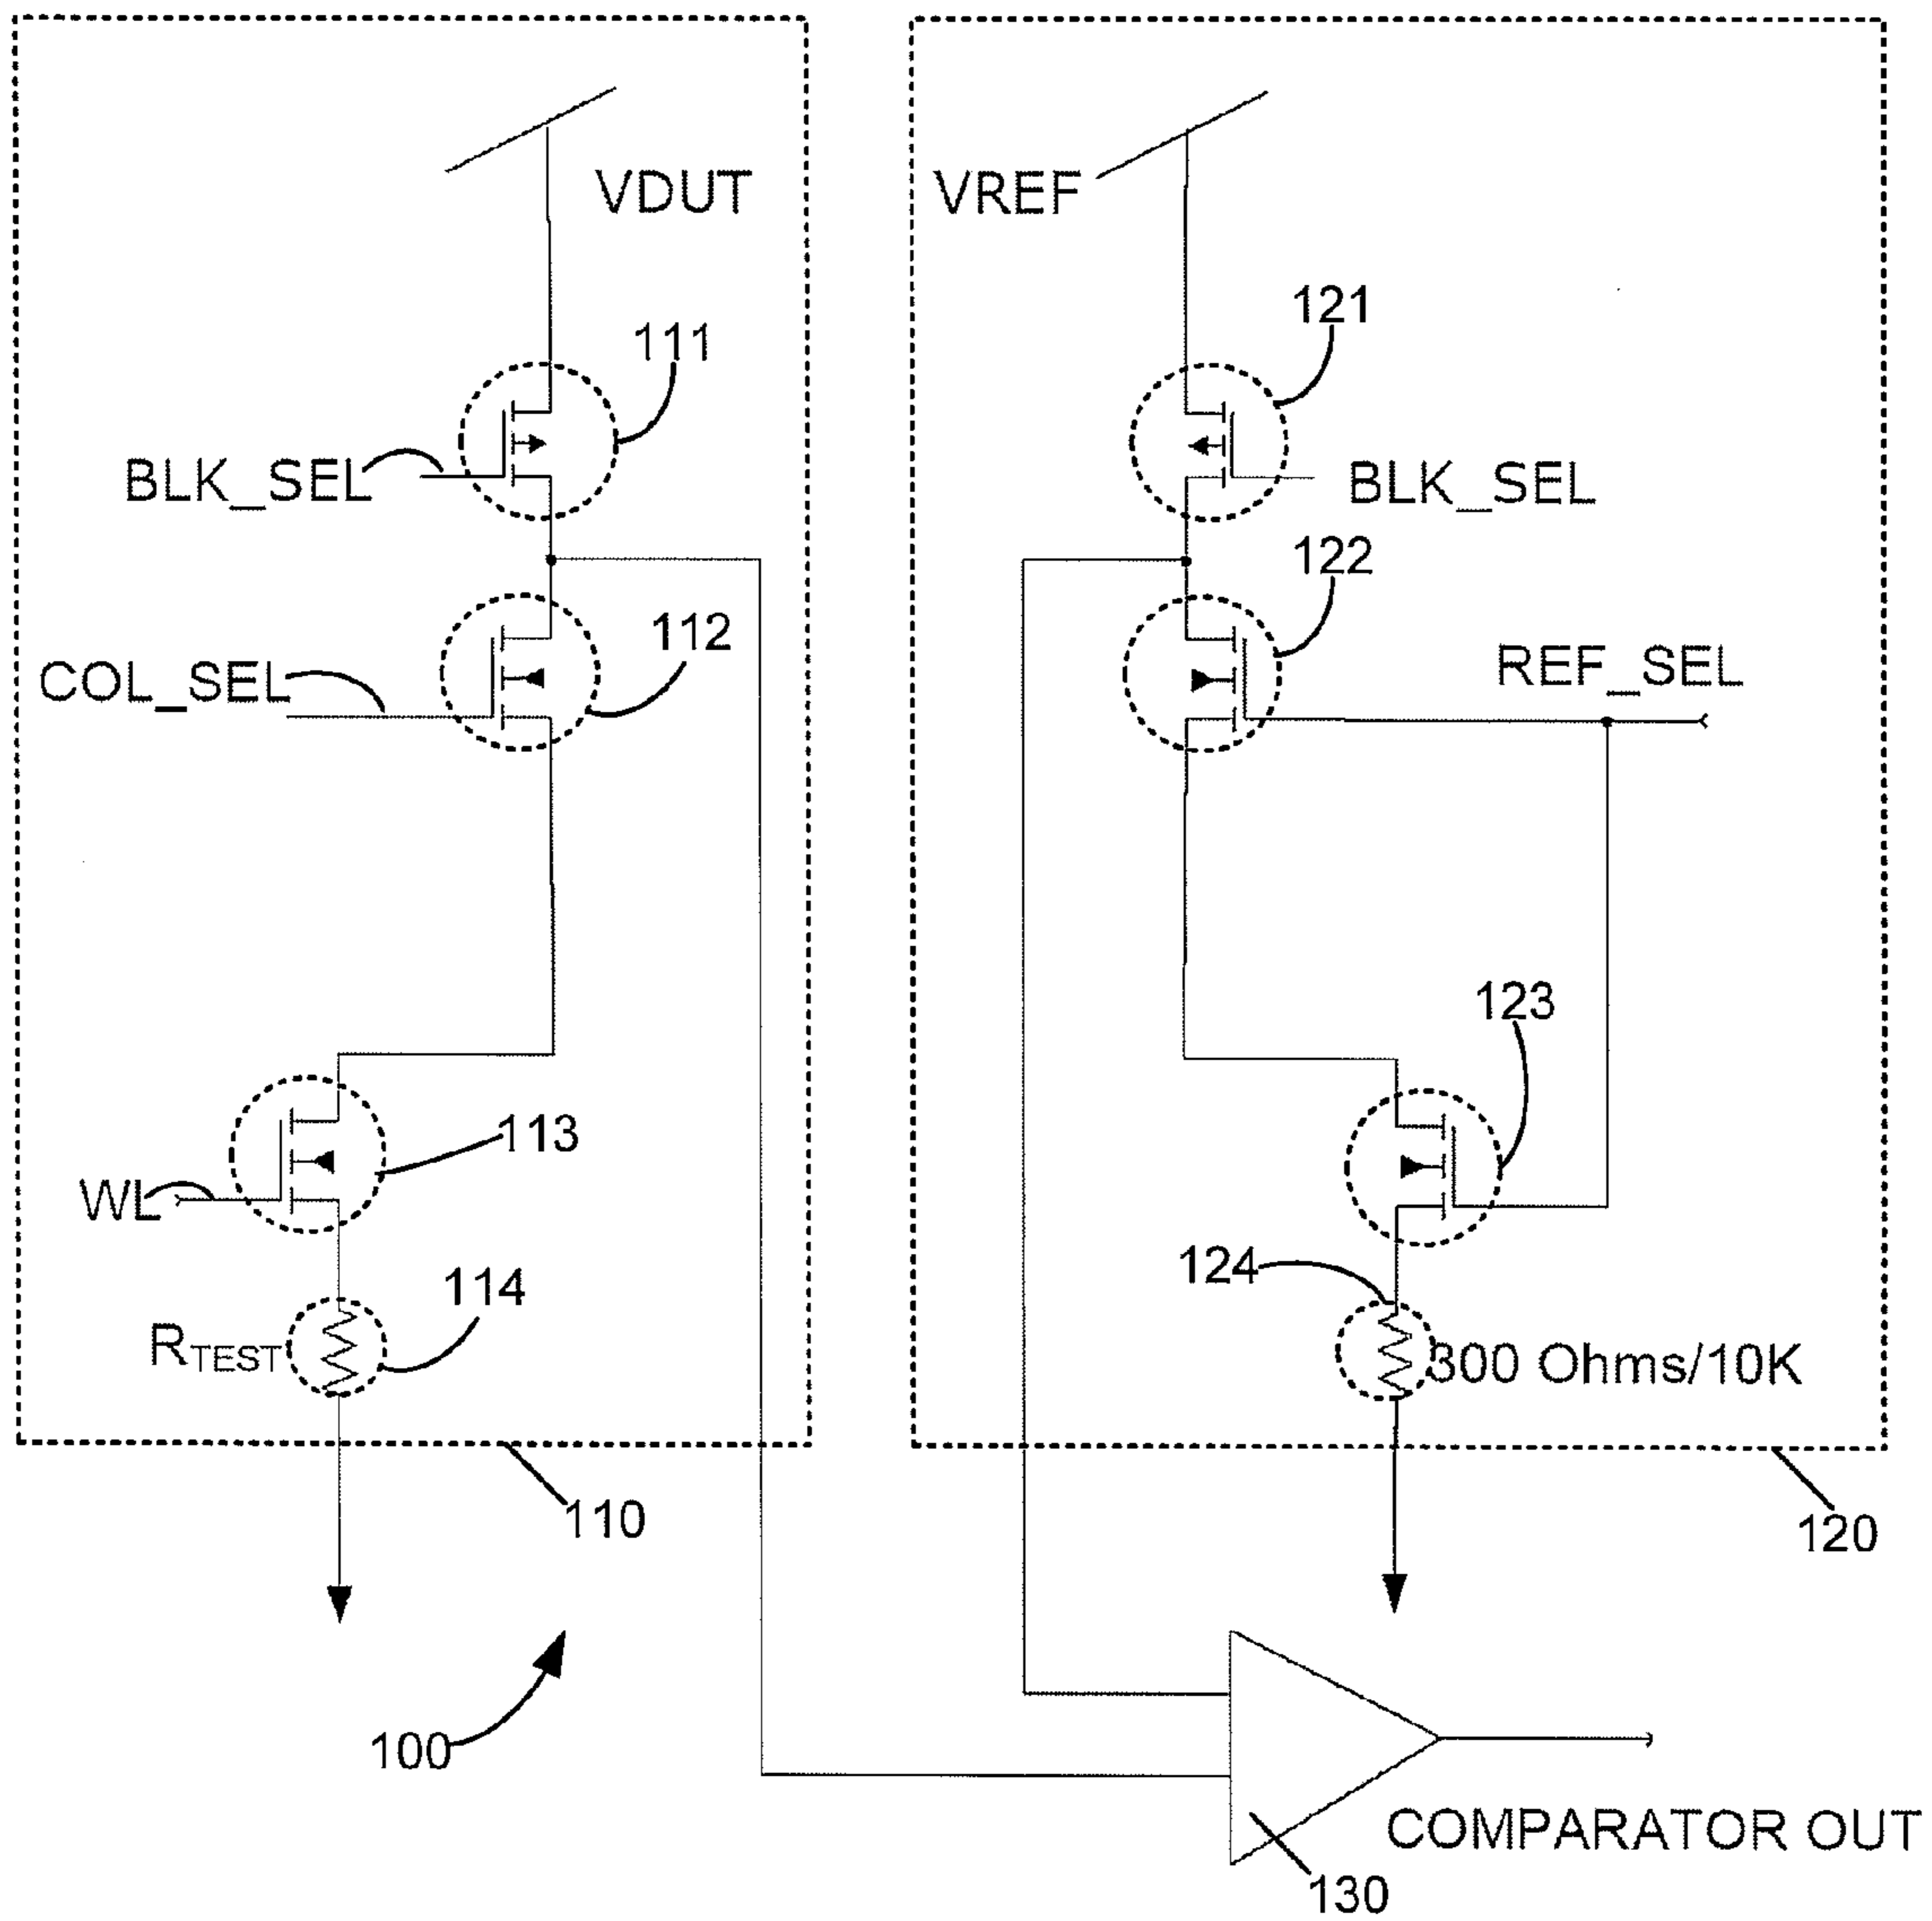 VDUT
VREF
111
121
BLK_SEL
BLK_SEL
112
122
COL_SEL
REF_SEL
113
123
WL
124
114
RTEST
300 Ohms/10K
110
120
100
COMPARATOR OUT
130